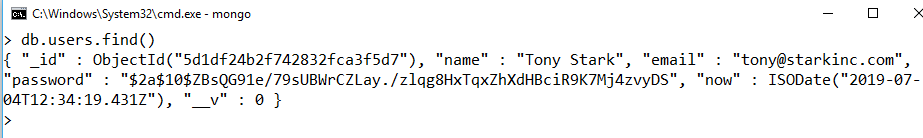 C:\Windows\System32\cmd.exe - mongo
> db.users.find()
{ "_id" : ObjectId("5d1df24b2f742832fca3f5d7"), "name" : "Tony Stark", "email" : "tony@starkinc.com",
"password" : "$2a$10$ZBsQG91e/79sUBWrCZLay./zlqg8HxTqxZhXdHBciR9K7Mj4zvyDS", "now" : ISODate("2019-07-
04T12:34:19.431Z"), "__v" : 0 }
>